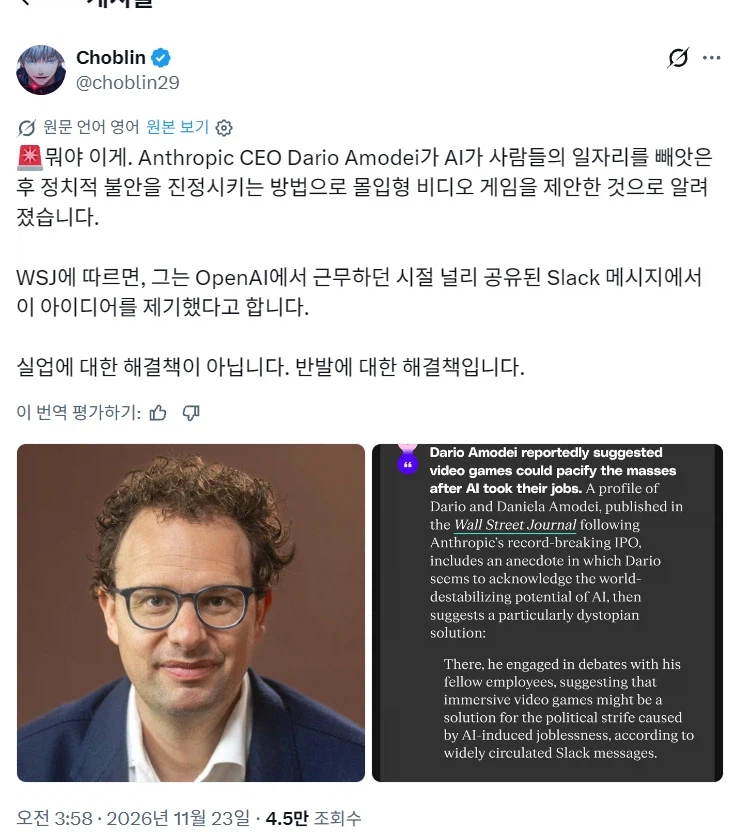 게시물
Choblin
@choblin29
원문 언어 영어 원본 보기
🚨뭐야 이게. Anthropic CEO Dario Amodei가 AI가 사람들의 일자리를 빼앗은
후 정치적 불안을 진정시키는 방법으로 몰입형 비디오 게임을 제안한 것으로 알려
졌습니다.
WSJ에 따르면, 그는 OpenAI에서 근무하던 시절 널리 공유된 Slack 메시지에서
이 아이디어를 제기했다고 합니다.
실업에 대한 해결책이 아닙니다. 반발에 대한 해결책입니다.
이 번역 평가하기:
Dario Amodei reportedly suggested
video games could pacify the masses
after AI took their jobs. A profile of
Dario and Daniela Amodei, published in
the Wall Street Journal following
Anthropic's record-breaking IPO,
includes an anecdote in which Dario
seems to acknowledge the world-
destabilizing potential of AI, then
suggests a particularly dystopian
solution:
There, he engaged in debates with his
fellow employees, suggesting that
immersive video games might be a
solution for the political strife caused
by AI-induced joblessness, according to
widely circulated Slack messages.
오전 3:58 · 2026년 11월 23일 · 4.5만 조회수